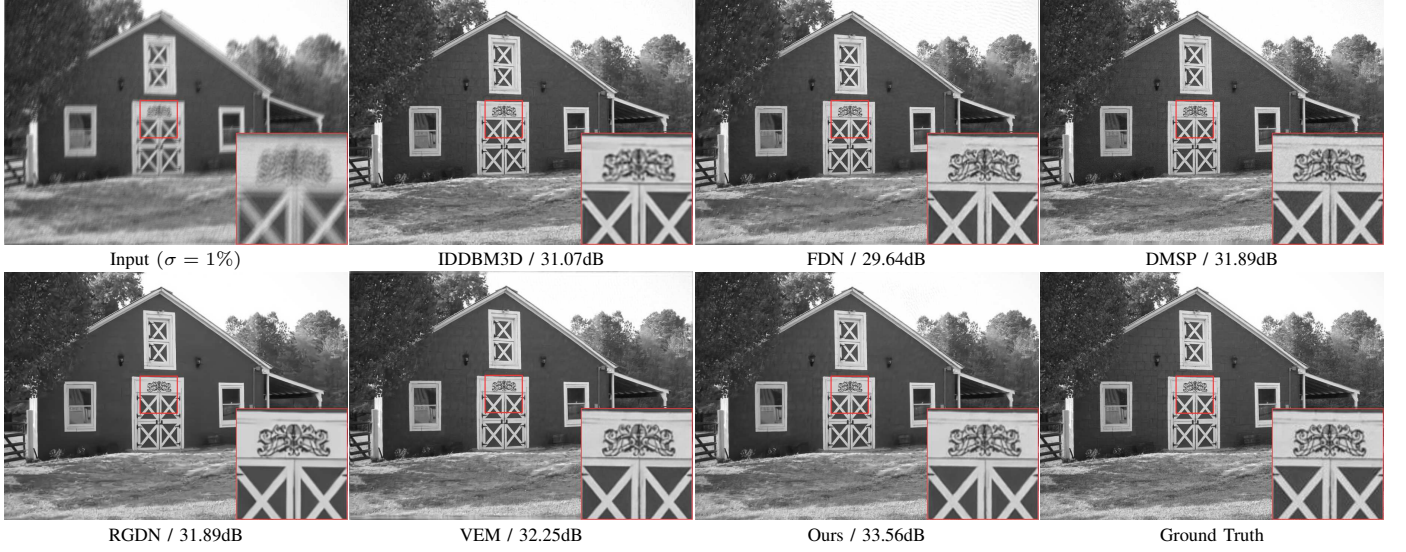 Input (σ = 1%)
IDDBM3D / 31.07dB
FDN / 29.64dB
DMSP / 31.89dB
RGDN / 31.89dB
VEM / 32.25dB
Ours / 33.56dB
Ground Truth